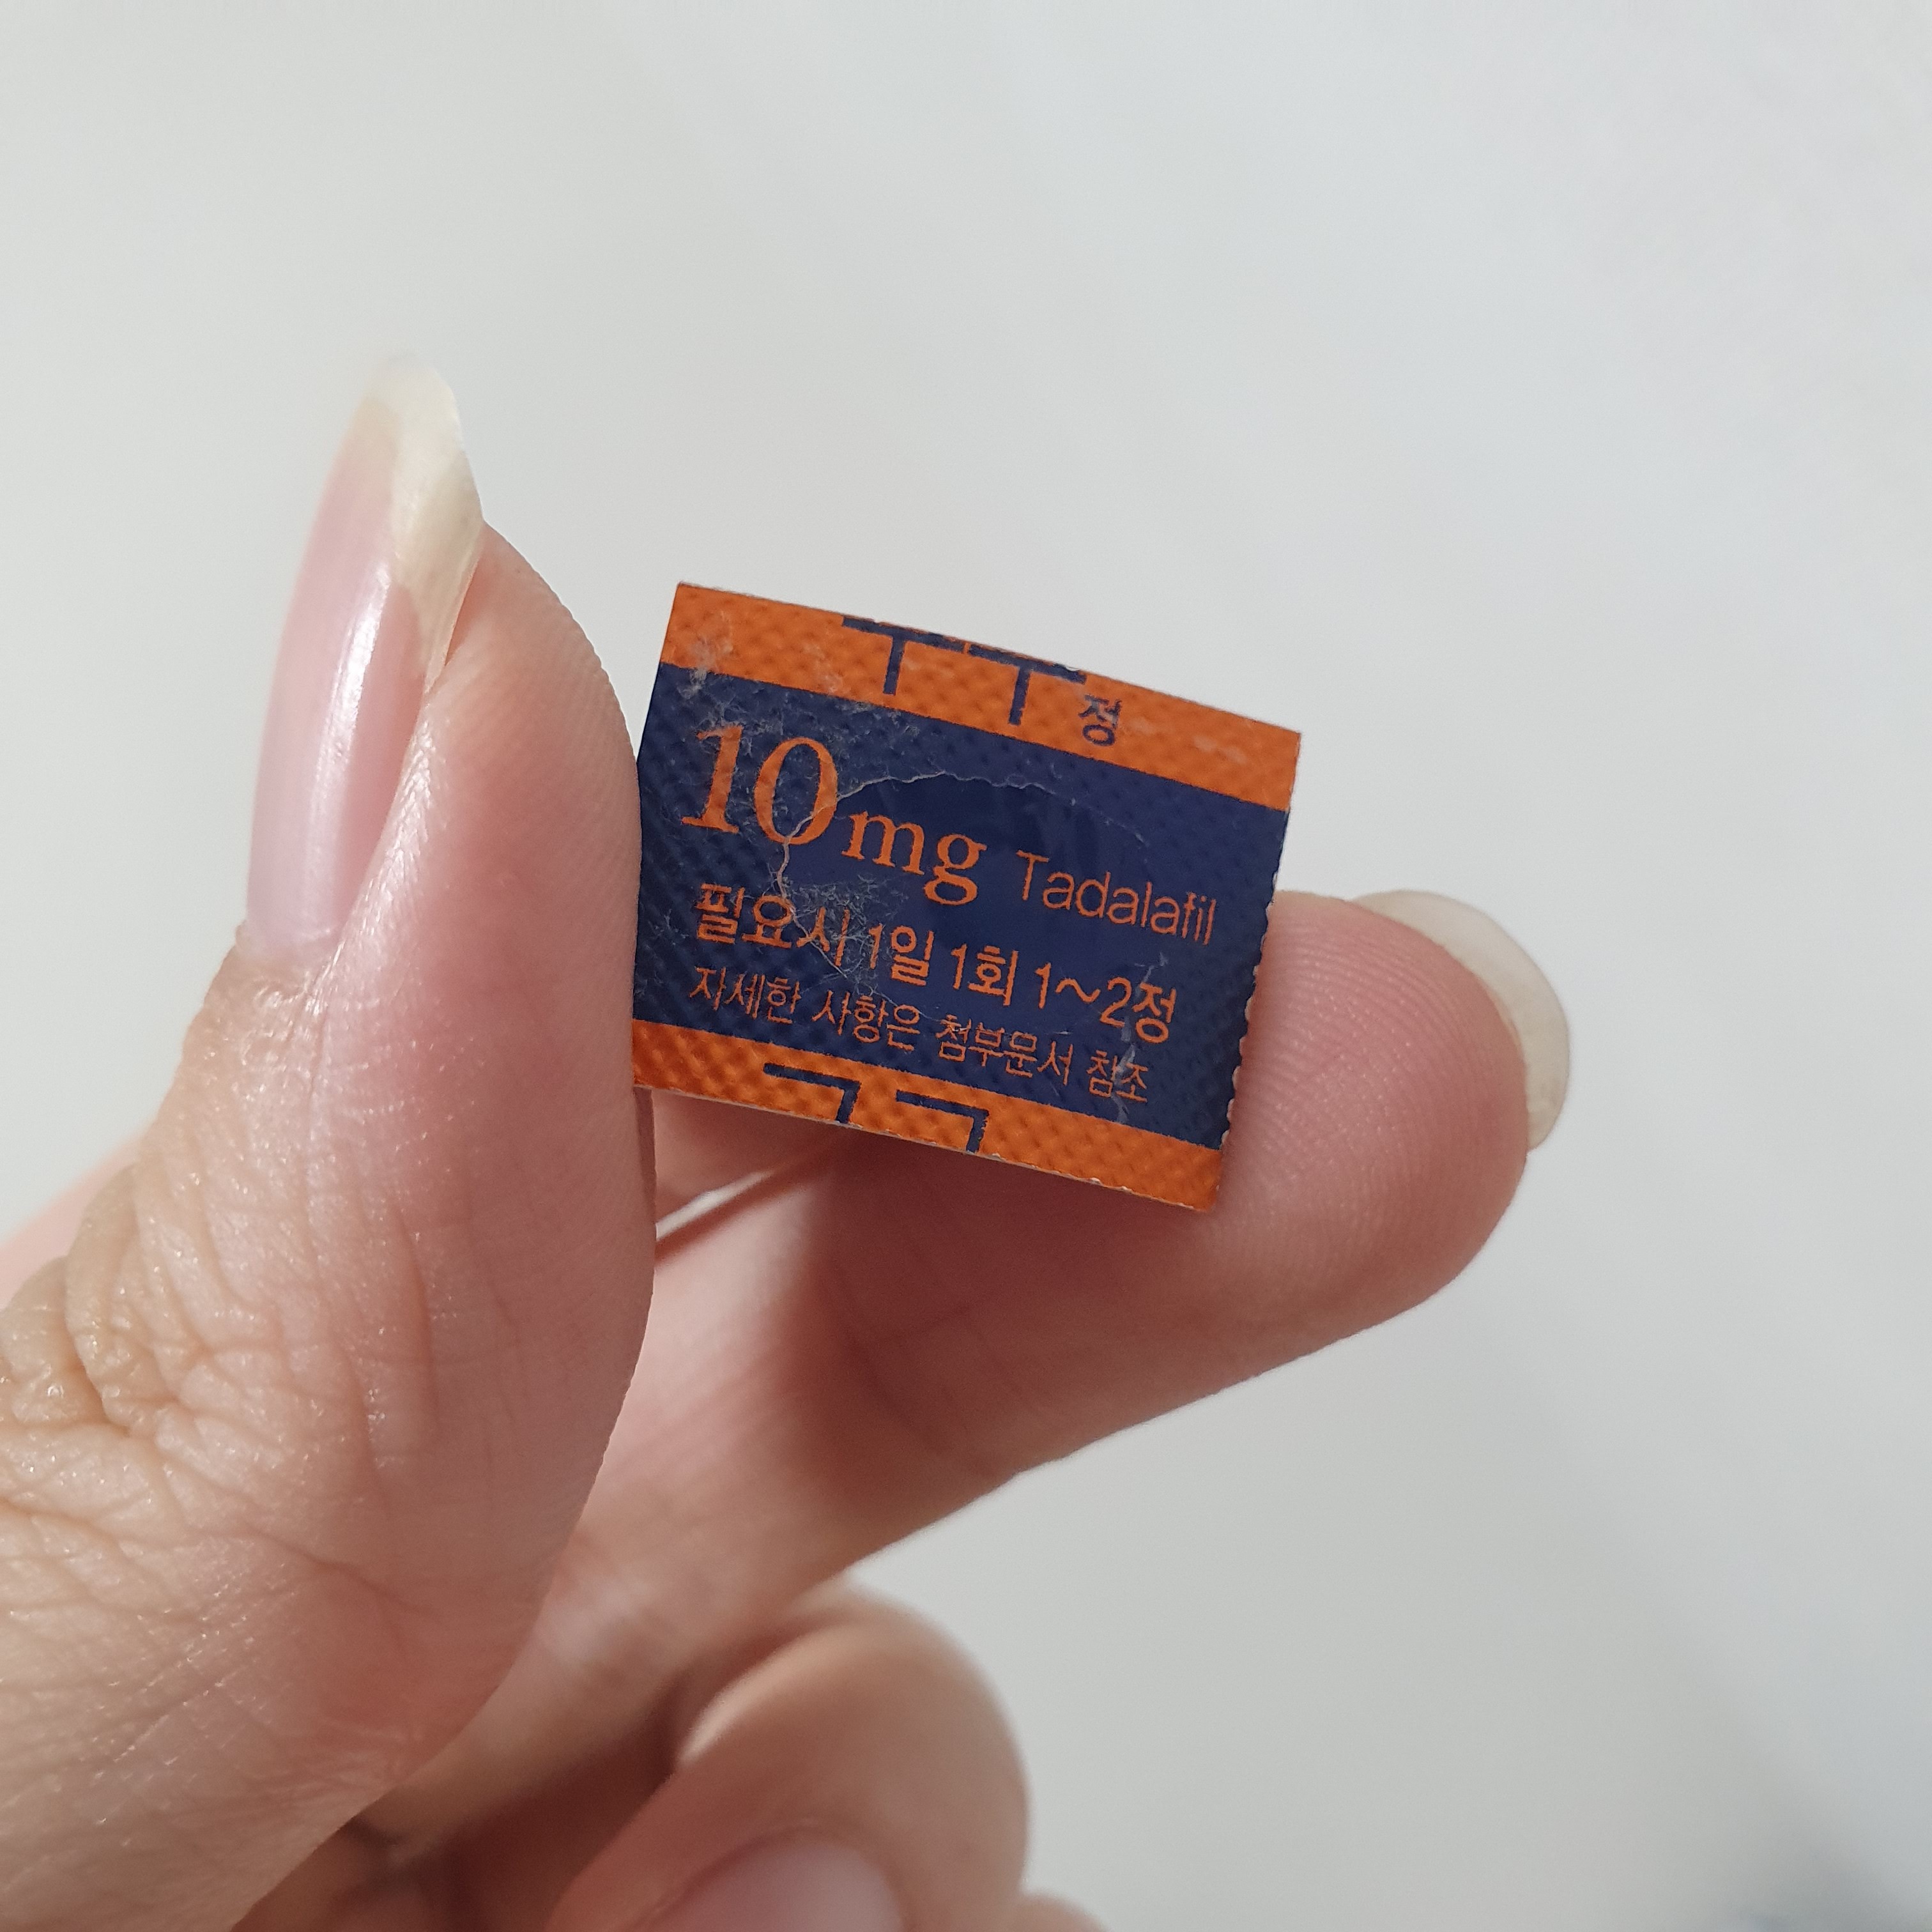 정
10mg Tadalafil
필요시 1일 1회 1~2정
자세한 사항은 첨부문서 참조